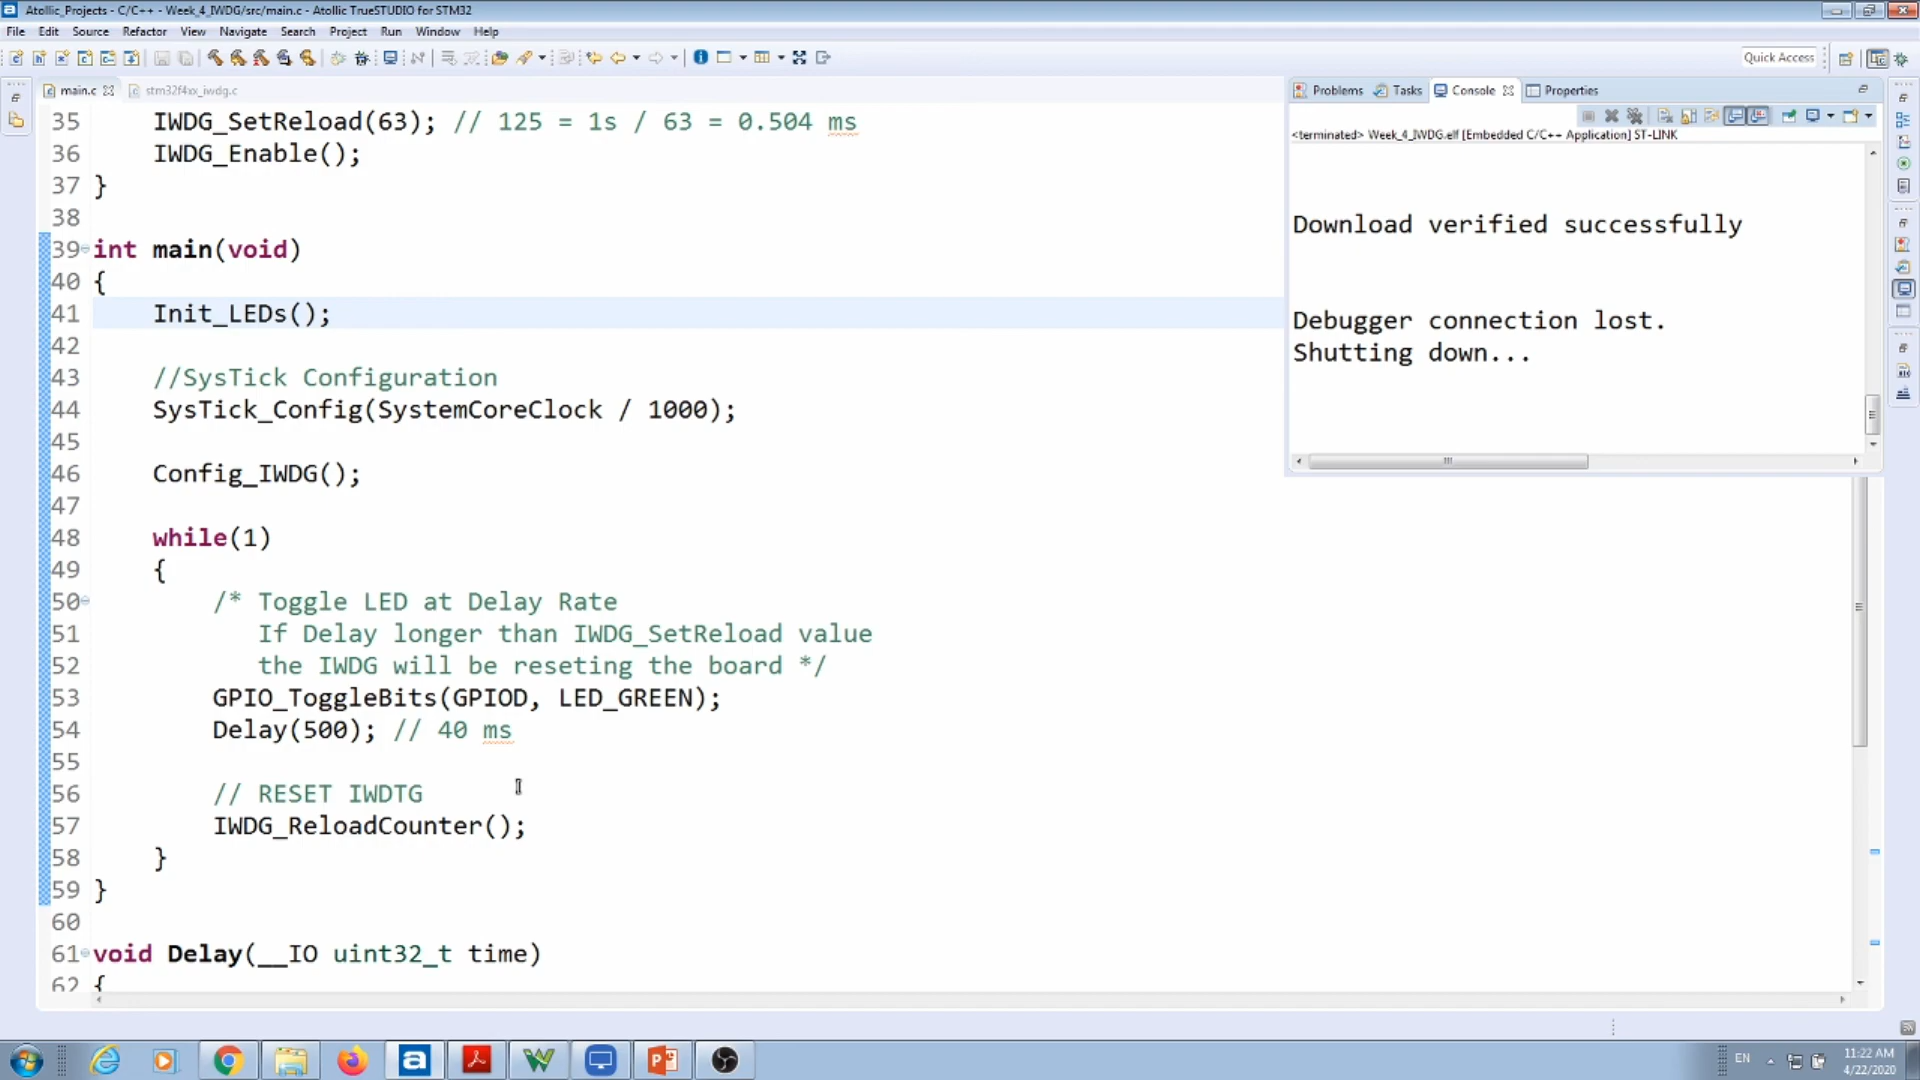 Atollic_Projects - C/C++ - Week_4_IWDG/src/main.c - Atollic TrueSTUDIO for STM32
File Edit Source Refactor View Navigate Search Project Run Window Help
Quick Access
main.c
stm32f4xx_iwdg.c
35 IWDG_SetReload(63); // 125 = 1s / 63 = 0.504 ms
36 IWDG_Enable();
37 }
38
39 int main(void)
40 {
41 Init_LEDs();
42
43 //SysTick Configuration
44 SysTick_Config(SystemCoreClock / 1000);
45
46 Config_IWDG();
47
48 while(1)
49 {
50 /* Toggle LED at Delay Rate
51 If Delay longer than IWDG_SetReload value
52 the IWDG will be reseting the board */
53 GPIO_ToggleBits(GPIOD, LED_GREEN);
54 Delay(500); // 40 ms
55
56 // RESET IWDTG
57 IWDG_ReloadCounter();
58 }
59 }
60
61 void Delay(__IO uint32_t time)
62 {
Problems Tasks Console Properties
<terminated> Week_4_IWDG.elf [Embedded C/C++ Application] ST-LINK
Download verified successfully
Debugger connection lost.
Shutting down...
EN
11:22 AM
4/22/2020